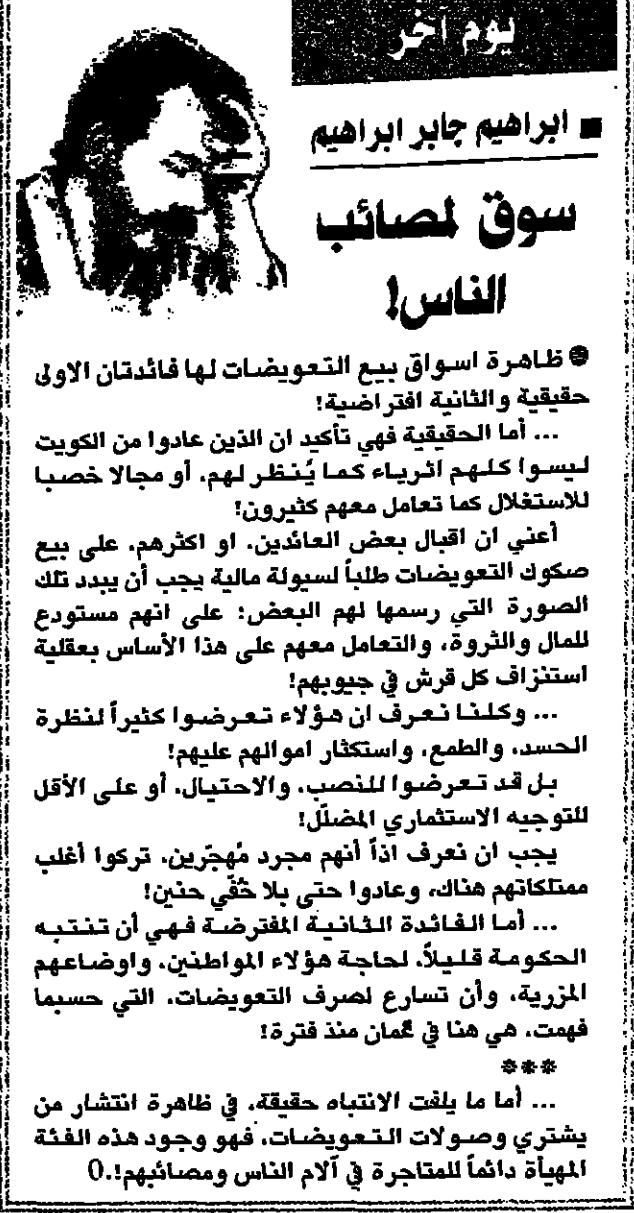 يوم آخر
■ ابراهيم جابر ابراهيم
سوق لمصائب
الناس!
ظاهرة اسواق بيع التعويضات لها فائدتان الاولى
حقيقية والثانية افتراضية!
... أما الحقيقية فهي تأكيد ان الذين عادوا من الكويت
ليسوا كلهم اثرياء كما يُنظر لهم، أو مجالا خصبا
للاستغلال كما تعامل معهم كثيرون!
أعني ان اقبال بعض العائدين، او اكثرهم، على بيع
صكوك التعويضات طلباً لسيولة مالية يجب أن يبدد تلك
الصورة التي رسمها لهم البعض؛ على انهم مستودع
للمال والثروة، والتعامل معهم على هذا الأساس بعقلية
استنزاف كل قرش في جيوبهم!
... وكلنا نعرف ان هؤلاء تعرضوا كثيراً لنظرة
الحسد، والطمع، واستكثار اموالهم عليهم!
بل قد تعرضوا للنصب، والاحتيال، أو على الأقل
للتوجيه الاستثماري المضلّل!
يجب ان نعرف اذاً أنهم مجرد مُهجّرين، تركوا أغلب
ممتلكاتهم هناك، وعادوا حتى بلا خُفّي حنين!
... أما الفائدة الثانية المفترضة فهي أن تنتبه
الحكومة قليلاً، لحاجة هؤلاء المواطنين، واوضاعهم
المزرية، وأن تسارع لصرف التعويضات، التي حسبما
فهمت، هي هنا في عمّان منذ فترة!
***
... أما ما يلفت الانتباه حقيقة، في ظاهرة انتشار من
يشتري وصولات التعويضات، فهو وجود هذه الفئة
المهيأة دائماً للمتاجرة في آلام الناس ومصائبهم!.0